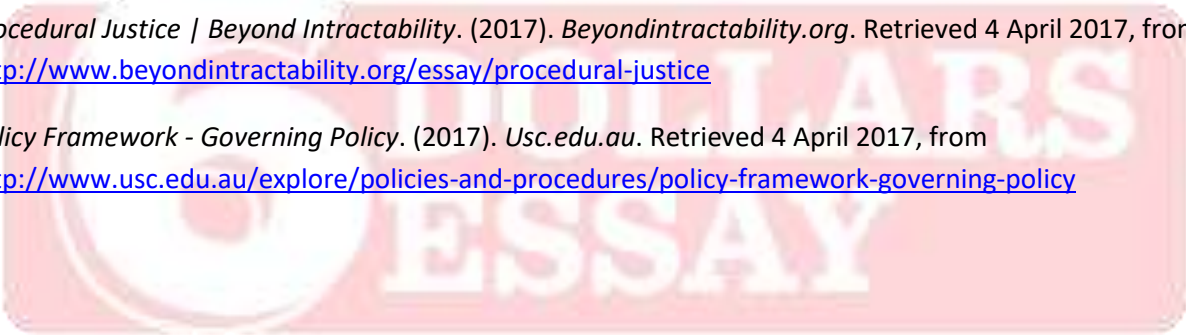 ocedural Justice | Beyond Intractability. (2017). Beyondintractability.org. Retrieved 4 April 2017, fro
tp://www.beyondintractability.org/essay/procedural-justice
DOLLARS
licy Framework - Governing Policy. (2017). Usc.edu.au. Retrieved 4 April 2017, from
tp://www.usc.edu.au/explore/policies-and-procedures/policy-framework-governing-policy
ESSAY